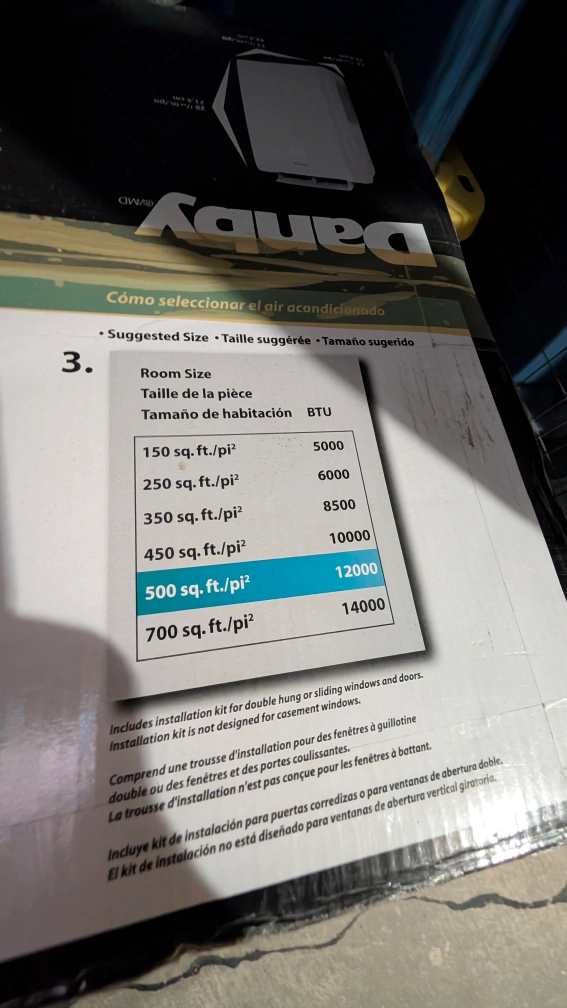 Danby
®/MD
Cómo seleccionar el air acondicionado
• Suggested Size • Taille suggérée • Tamaño sugerido
3.
Room Size
Taille de la pièce
Tamaño de habitación BTU
150 sq. ft./pi² 5000
250 sq. ft./pi² 6000
350 sq. ft./pi² 8500
450 sq. ft./pi² 10000
500 sq. ft./pi² 12000
700 sq. ft./pi² 14000
Includes installation kit for double hung or sliding windows and doors.
Installation kit is not designed for casement windows.
Comprend une trousse d'installation pour des fenêtres à guillotine
double ou des fenêtres et des portes coulissantes.
La trousse d'installation n'est pas conçue pour les fenêtres à battant.
Incluye kit de instalación para puertas corredizas o para ventanas de abertura doble.
El kit de instalación no está diseñado para ventanas de abertura vertical giratoria.